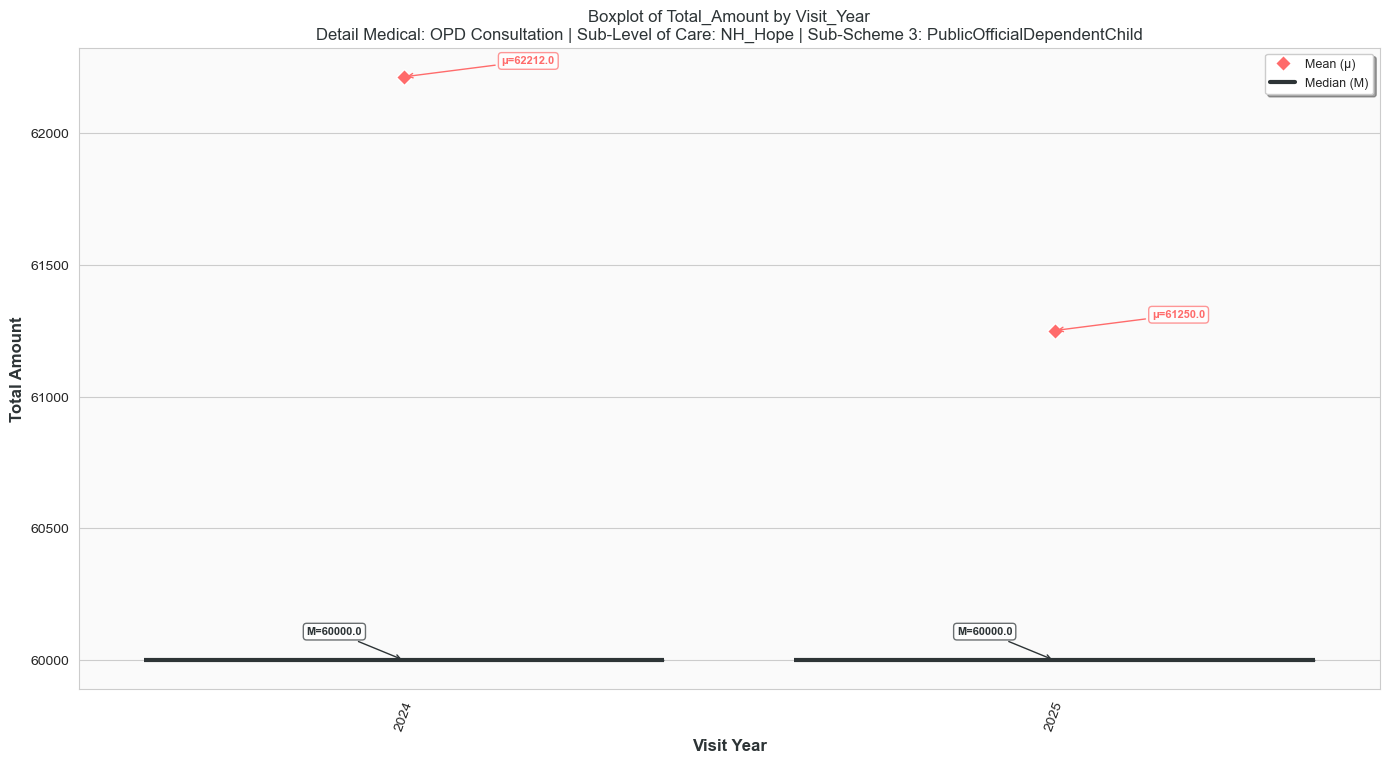 Boxplot of Total_Amount by Visit_Year
Detail Medical: OPD Consultation | Sub-Level of Care: NH_Hope | Sub-Scheme 3: PublicOfficialDependentChild
Mean (μ)
Median (M)
μ=62212.0
62000
61500
μ=61250.0
61000
60500
M=60000.0
M=60000.0
60000
Total Amount
2024
2025
Visit Year